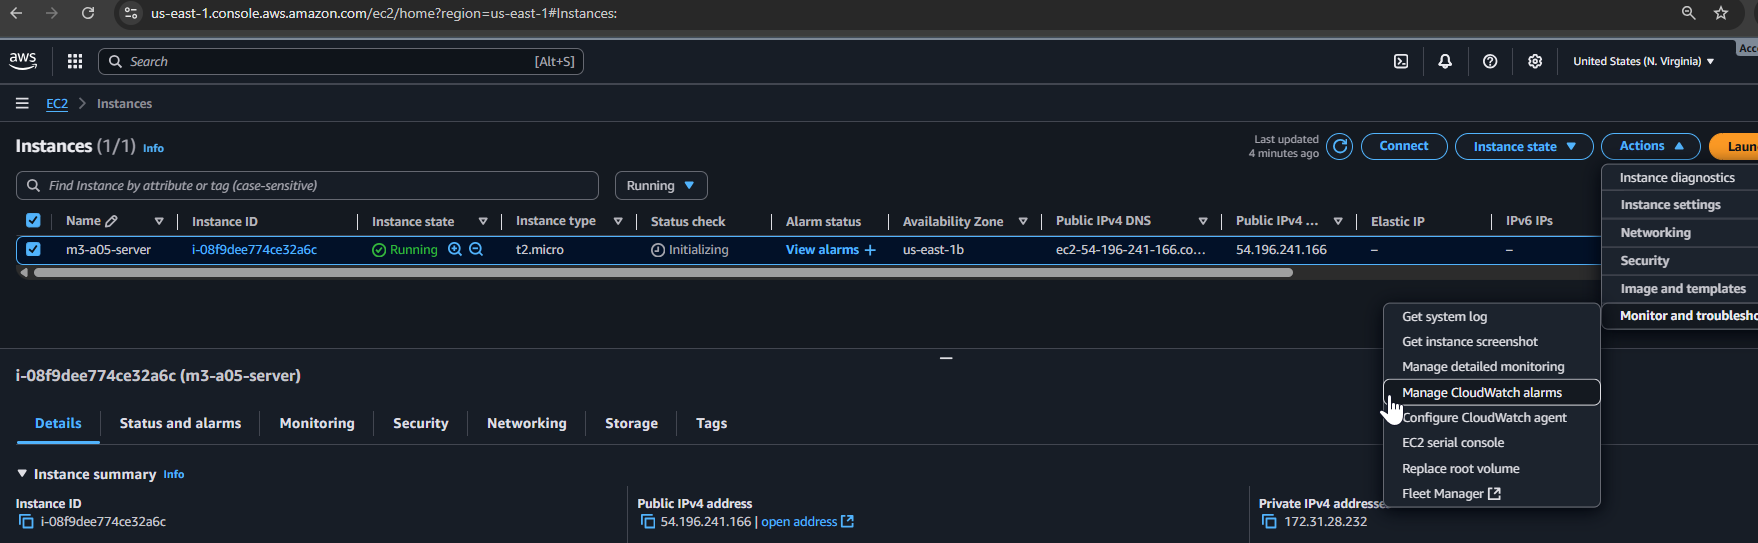 us-east-1.console.aws.amazon.com/ec2/home?region=us-east-1#Instances:
aws
Search
[Alt+S]
United States (N. Virginia)
EC2 > Instances
Instances (1/1) Info
Last updated
4 minutes ago
Connect
Instance state
Actions
Find Instance by attribute or tag (case-sensitive)
Running
Instance diagnostics
Instance settings
Networking
Security
Image and templates
Name
Instance ID
Instance state
Instance type
Status check
Alarm status
Availability Zone
Public IPv4 DNS
Public IPv4 ...
Elastic IP
IPv6 IPs
m3-a05-server
i-08f9dee774ce32a6c
Running
t2.micro
Initializing
View alarms +
us-east-1b
ec2-54-196-241-166.co...
54.196.241.166
–
–
Monitor and troublesho
Get system log
Get instance screenshot
Manage detailed monitoring
Manage CloudWatch alarms
Configure CloudWatch agent
EC2 serial console
Replace root volume
Fleet Manager
i-08f9dee774ce32a6c (m3-a05-server)
Details
Status and alarms
Monitoring
Security
Networking
Storage
Tags
Instance summary Info
Instance ID
i-08f9dee774ce32a6c
Public IPv4 address
54.196.241.166 | open address
Private IPv4 addresses
172.31.28.232